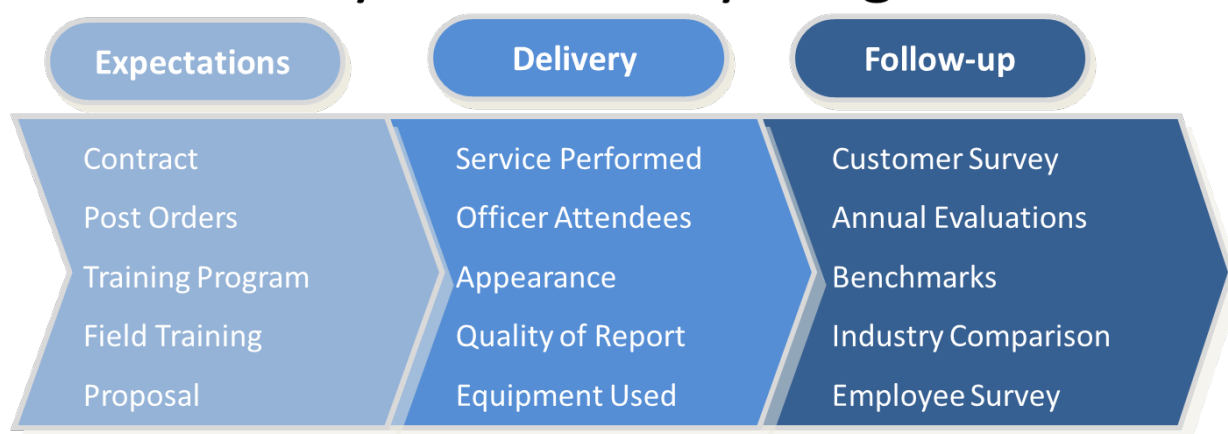 Expectations
Contract
Post Orders
Training Program
Field Training
Proposal
Delivery
Service Performed
Officer Attendees
Appearance
Quality of Report
Equipment Used
Follow-up
Customer Survey
Annual Evaluations
Benchmarks
Industry Comparison
Employee Survey